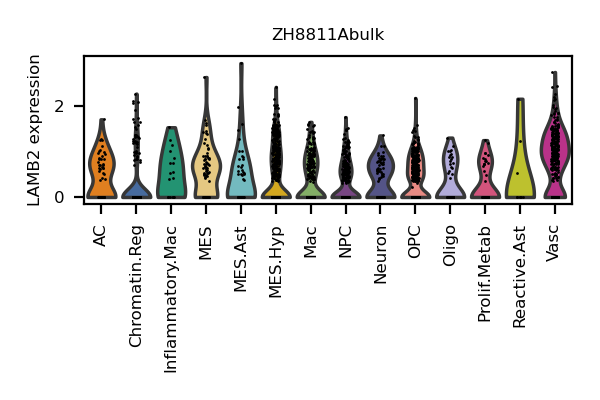 ZH8811Abulk
LAMB2 expression
2
0
AC
Chromatin.Reg
Inflammatory.Mac
MES
MES.Ast
MES.Hyp
Mac
NPC
Neuron
OPC
Oligo
Prolif.Metab
Reactive.Ast
Vasc